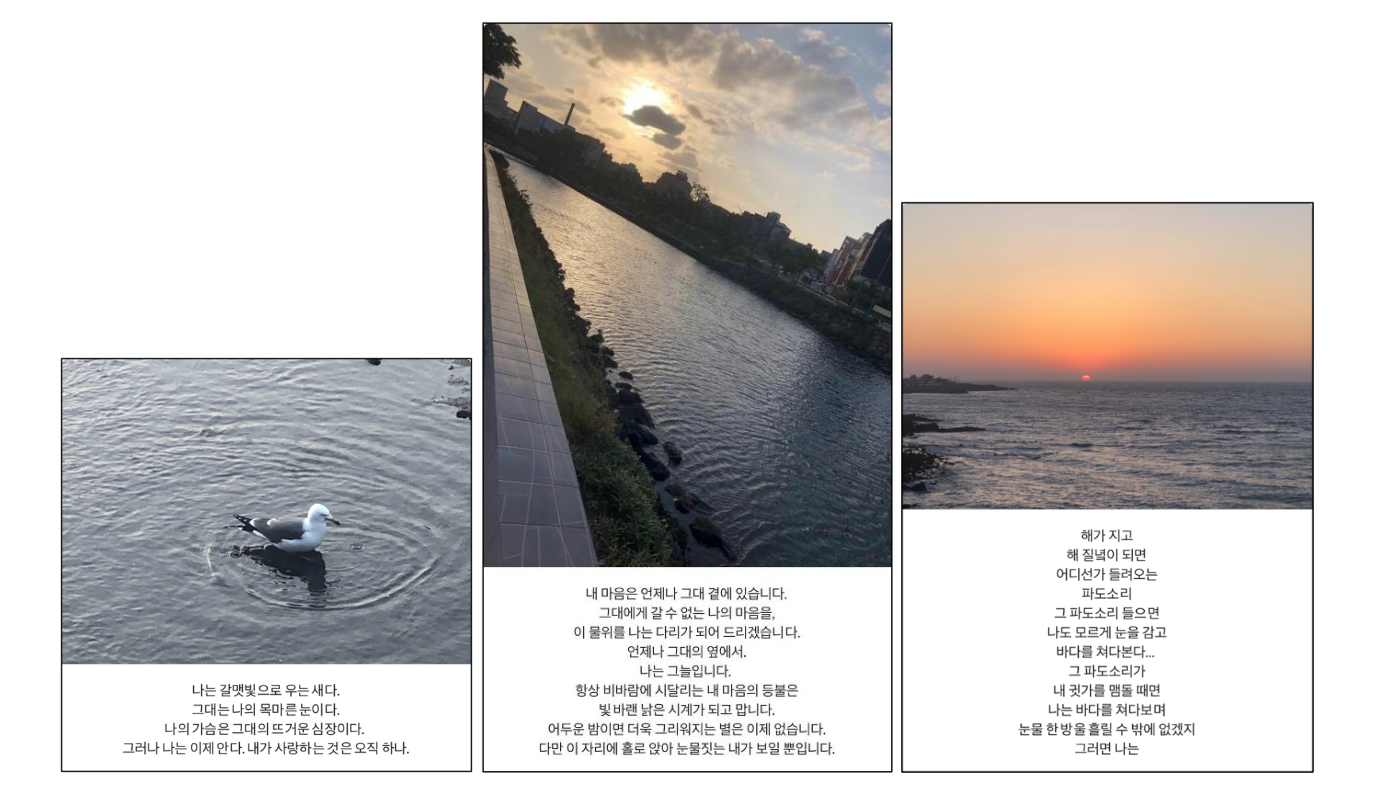 나는 갈맷빛으로 우는 새다.
그대는 나의 목마른 눈이다.
나의 가슴은 그대의 뜨거운 심장이다.
그러나 나는 이제 안다. 내가 사랑하는 것은 오직 하나.
내 마음은 언제나 그대 곁에 있습니다.
그대에게 갈 수 없는 나의 마음을,
이 물위를 나는 다리가 되어 드리겠습니다.
언제나 그대의 옆에서.
나는 그늘입니다.
항상 비바람에 시달리는 내 마음의 등불은
빛 바랜 낡은 시계가 되고 맙니다.
어두운 밤이면 더욱 그리워지는 별은 이제 없습니다.
다만 이 자리에 홀로 앉아 눈물짓는 내가 보일 뿐입니다.
해가 지고
해 질녘이 되면
어디선가 들려오는
파도소리
그 파도소리 들으면
나도 모르게 눈을 감고
바다를 쳐다본다...
그 파도소리가
내 귓가를 맴돌 때면
나는 바다를 쳐다보며
눈물 한 방울 흘릴 수 밖에 없겠지
그러면 나는